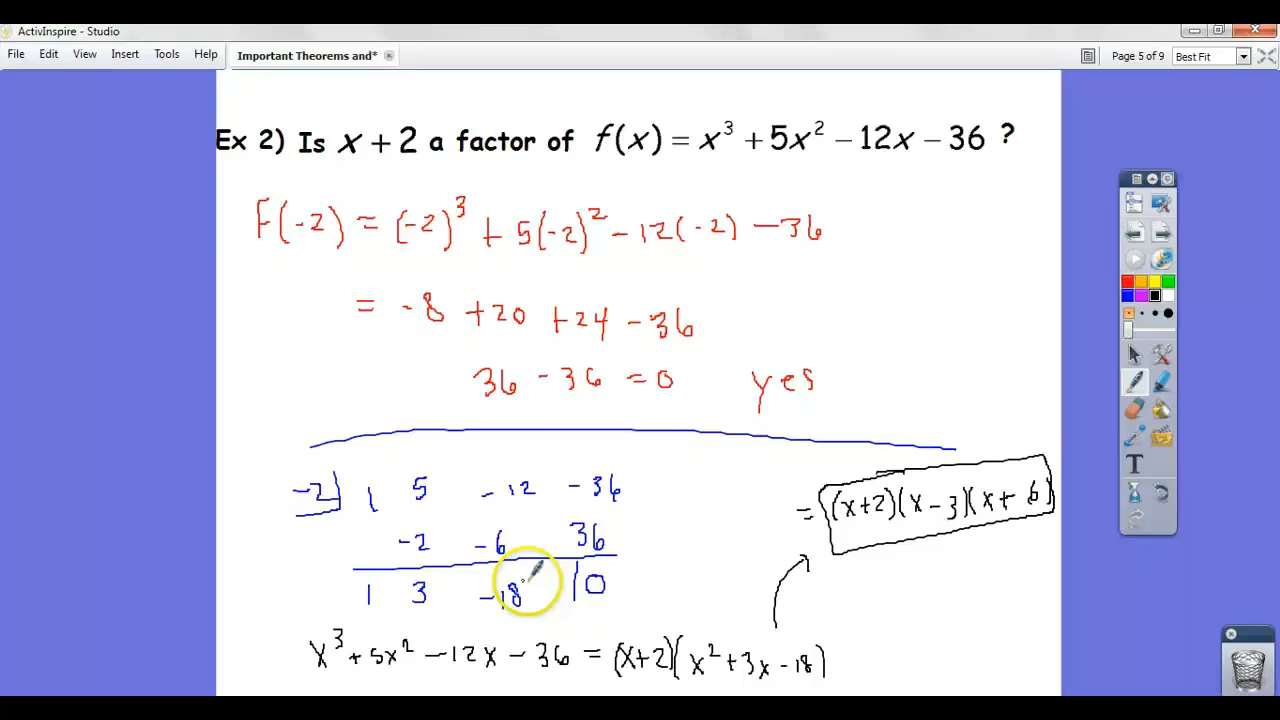 ActivInspire - Studio
File Edit View Insert Tools Help Important Theorems and* Page 5 of 9 Best Fit
Ex 2) Is x + 2 a factor of f(x) = x³ + 5x² − 12x − 36 ?
F(-2) = (-2)³ + 5(-2)² - 12(-2) - 36
= -8 + 20 + 24 - 36
36 - 36 = 0 yes
-2| 1 5 -12 -36
-2 -6 36
1 3 -18 |0
= (x+2)(x-3)(x+6)
x³ + 5x² - 12x - 36 = (x+2)(x² + 3x - 18)